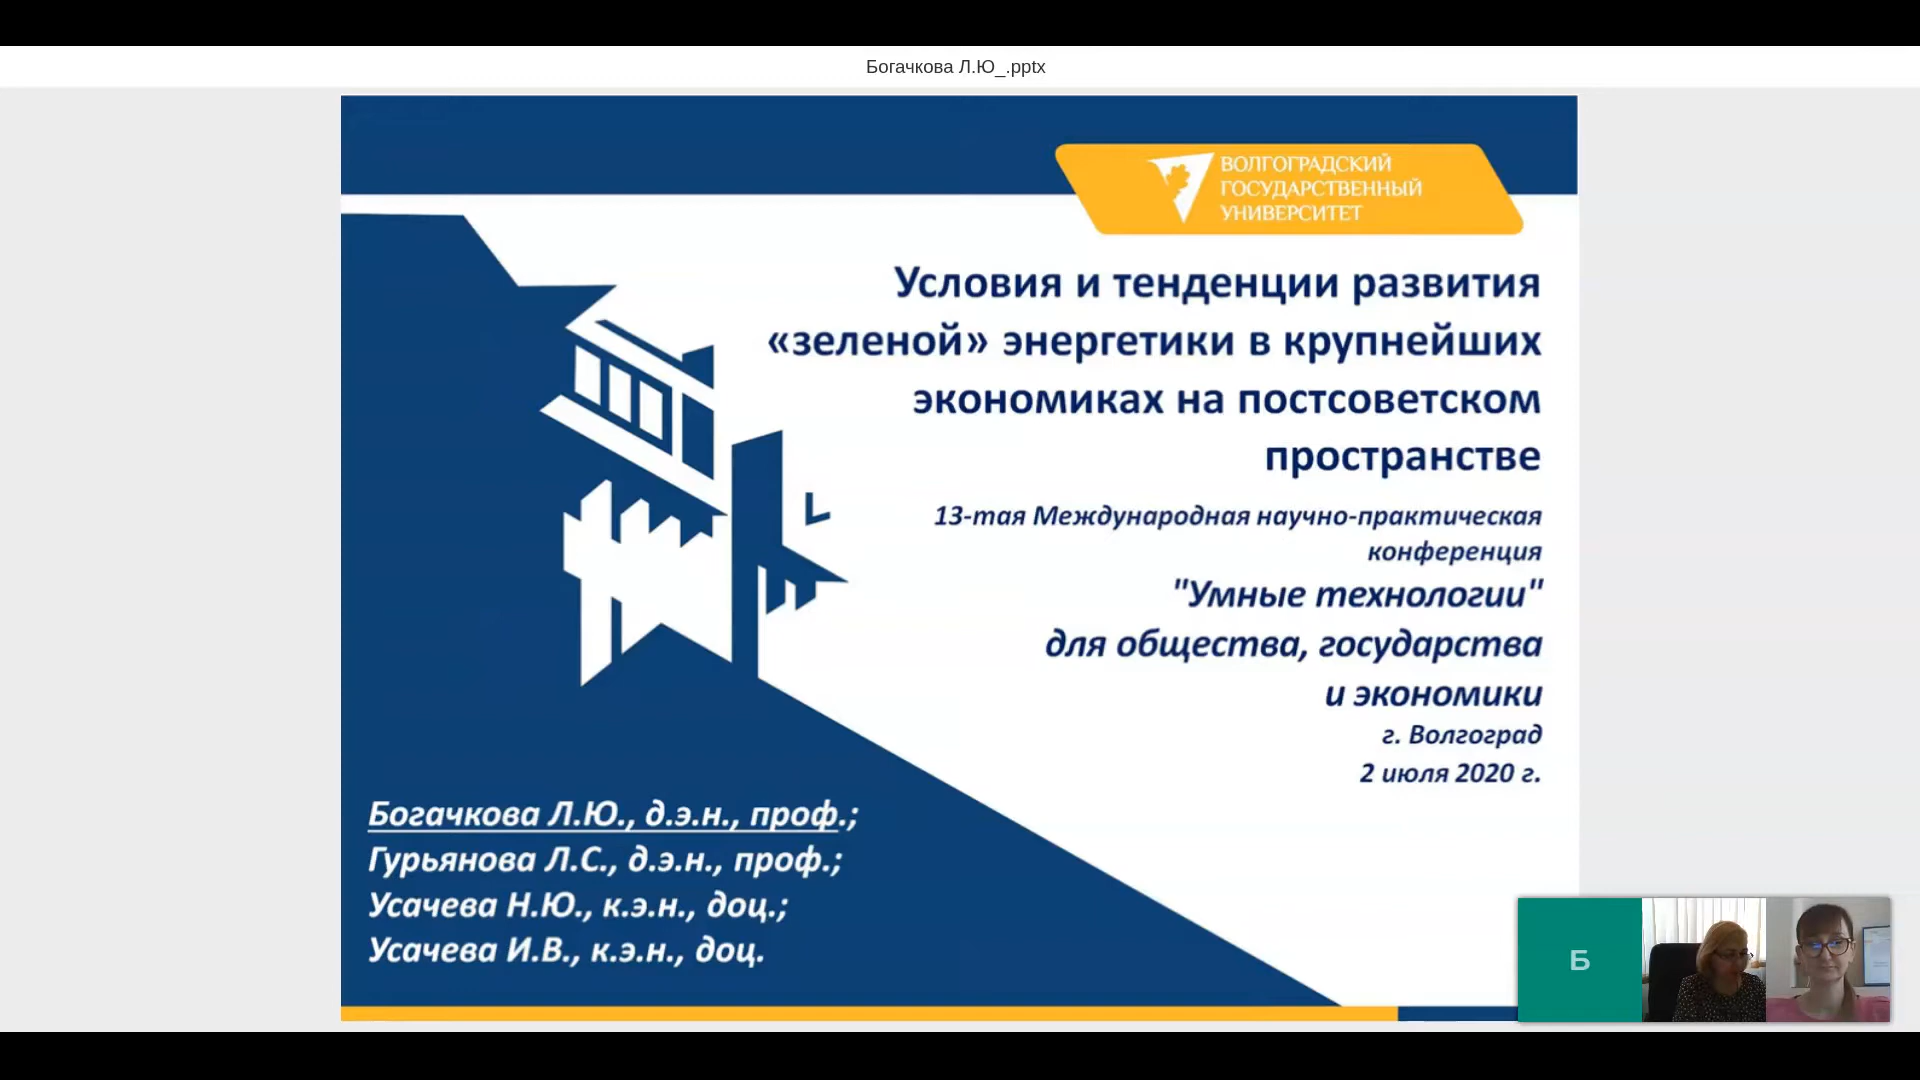 Богачкова Л.Ю_.pptx
ВОЛГОГРАДСКИЙ
ГОСУДАРСТВЕННЫЙ
УНИВЕРСИТЕТ
Условия и тенденции развития
«зеленой» энергетики в крупнейших
экономиках на постсоветском
пространстве
13-тая Международная научно-практическая
конференция
"Умные технологии"
для общества, государства
и экономики
г. Волгоград
2 июля 2020 г.
Богачкова Л.Ю., д.э.н., проф.;
Гурьянова Л.С., д.э.н., проф.;
Усачева Н.Ю., к.э.н., доц.;
Усачева И.В., к.э.н., доц.
Б